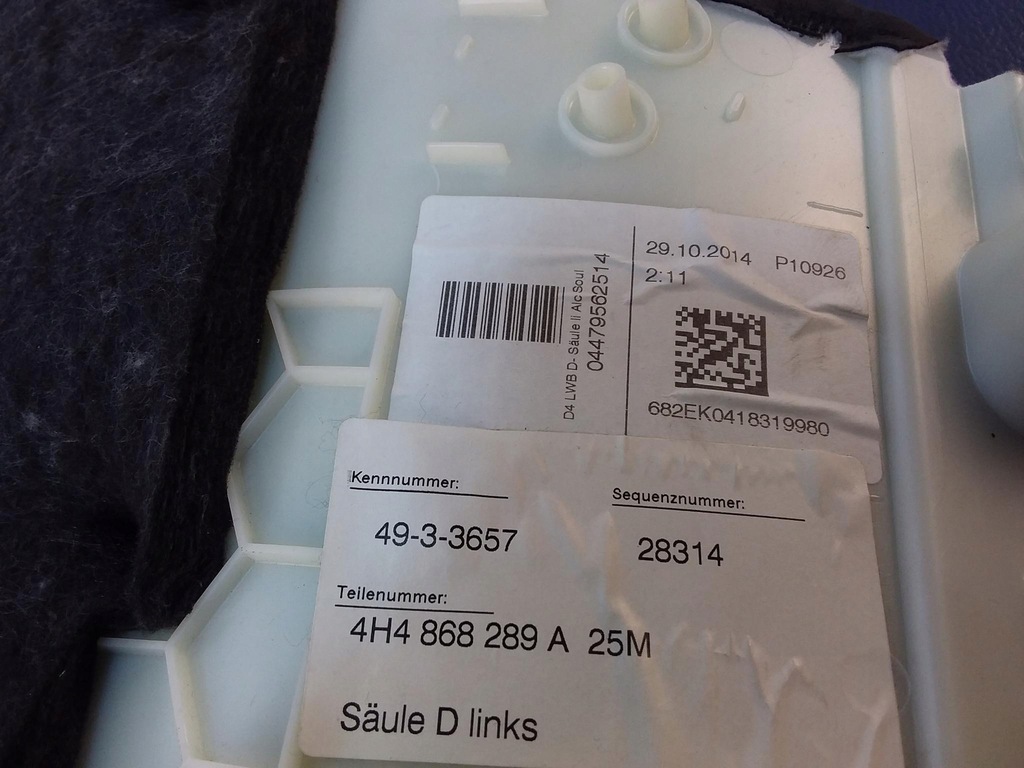 29.10.2014 P10926
2:11
D4 LWB D- Säule li Alc Soul
04479562514
682EK0418319980
Kennnummer:
Sequenznummer:
49-3-3657
28314
Teilenummer:
4H4 868 289 A 25M
Säule D links